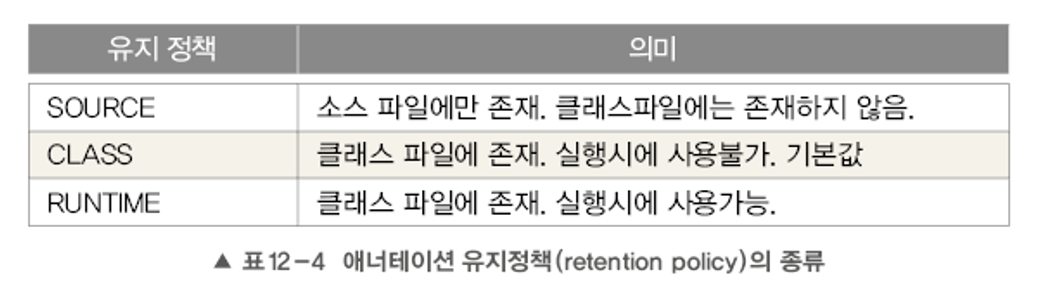 유지 정책 의미
SOURCE 소스 파일에만 존재. 클래스파일에는 존재하지 않음.
CLASS 클래스 파일에 존재. 실행시에 사용불가. 기본값
RUNTIME 클래스 파일에 존재. 실행시에 사용가능.
▲ 표12-4 애너테이션 유지정책(retention policy)의 종류